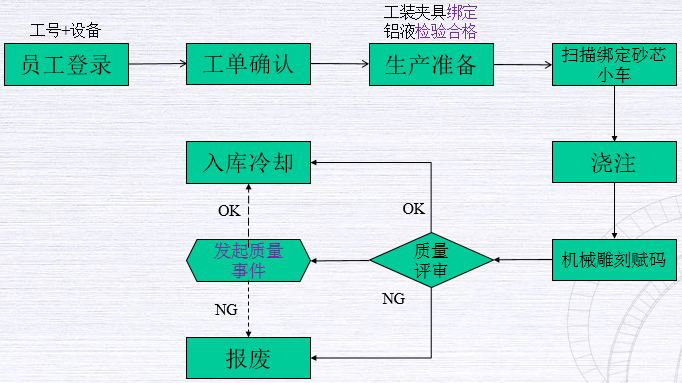 工号+设备
员工登录
工单确认
工装夹具绑定
铝液检验合格
生产准备
扫描绑定砂芯
小车
浇注
机械雕刻赋码
质量
评审
OK
NG
发起质量
事件
OK
NG
入库冷却
报废